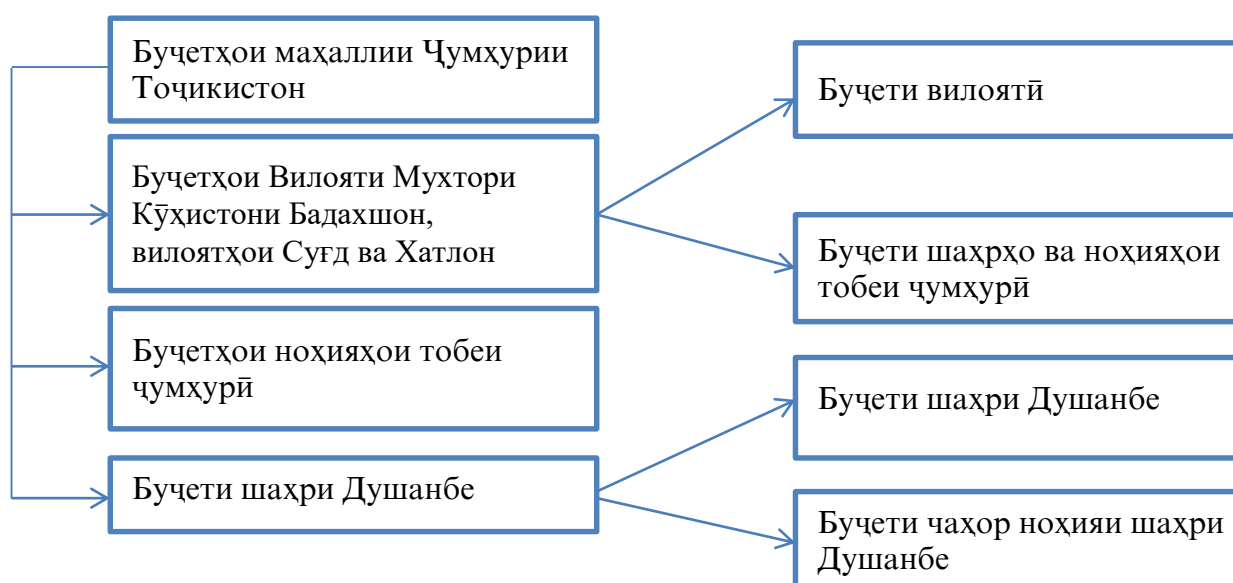 Буҷетҳои маҳаллии Ҷумҳурии
Тоҷикистон
Буҷетҳои Вилояти Мухтори
Кӯҳистони Бадахшон,
вилоятҳои Суғд ва Хатлон
Буҷетҳои ноҳияҳои тобеи
ҷумҳурӣ
Буҷети шаҳри Душанбе
Буҷети вилоятӣ
Буҷети шаҳрҳо ва ноҳияҳои
тобеи ҷумҳурӣ
Буҷети шаҳри Душанбе
Буҷети чаҳор ноҳияи шаҳри
Душанбе